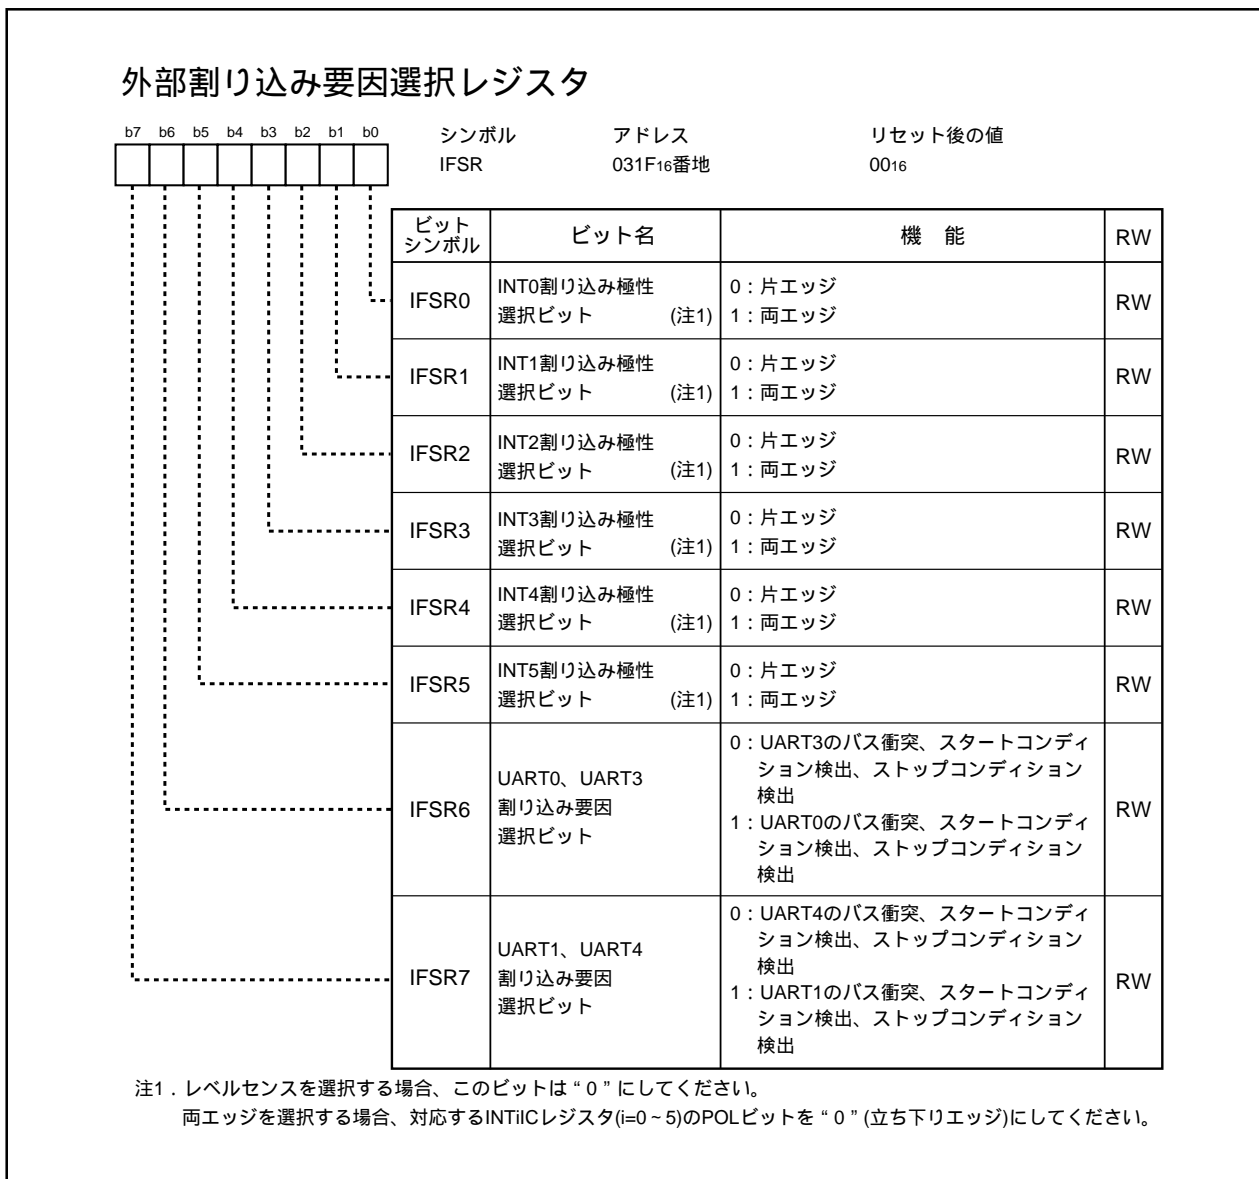 外部割り込み要因選択レジスタ
b7 b6 b5 b4 b3 b2 b1 b0
シンボル アドレス リセット後の値
IFSR 031F16番地 0016
ビット
シンボル
ビット名
機 能
RW
IFSR0
INT0割り込み極性
選択ビット (注1)
0：片エッジ
1：両エッジ
RW
IFSR1
INT1割り込み極性
選択ビット (注1)
0：片エッジ
1：両エッジ
RW
IFSR2
INT2割り込み極性
選択ビット (注1)
0：片エッジ
1：両エッジ
RW
IFSR3
INT3割り込み極性
選択ビット (注1)
0：片エッジ
1：両エッジ
RW
IFSR4
INT4割り込み極性
選択ビット (注1)
0：片エッジ
1：両エッジ
RW
IFSR5
INT5割り込み極性
選択ビット (注1)
0：片エッジ
1：両エッジ
RW
IFSR6
UART0、UART3
割り込み要因
選択ビット
0：UART3のバス衝突、スタートコンディ
ション検出、ストップコンディション
検出
1：UART0のバス衝突、スタートコンディ
ション検出、ストップコンディション
検出
RW
IFSR7
UART1、UART4
割り込み要因
選択ビット
0：UART4のバス衝突、スタートコンディ
ション検出、ストップコンディション
検出
1：UART1のバス衝突、スタートコンディ
ション検出、ストップコンディション
検出
RW
注1．レベルセンスを選択する場合、このビットは“0”にしてください。
両エッジを選択する場合、対応するINTiICレジスタ(i=0～5)のPOLビットを“0”(立ち下りエッジ)にしてください。